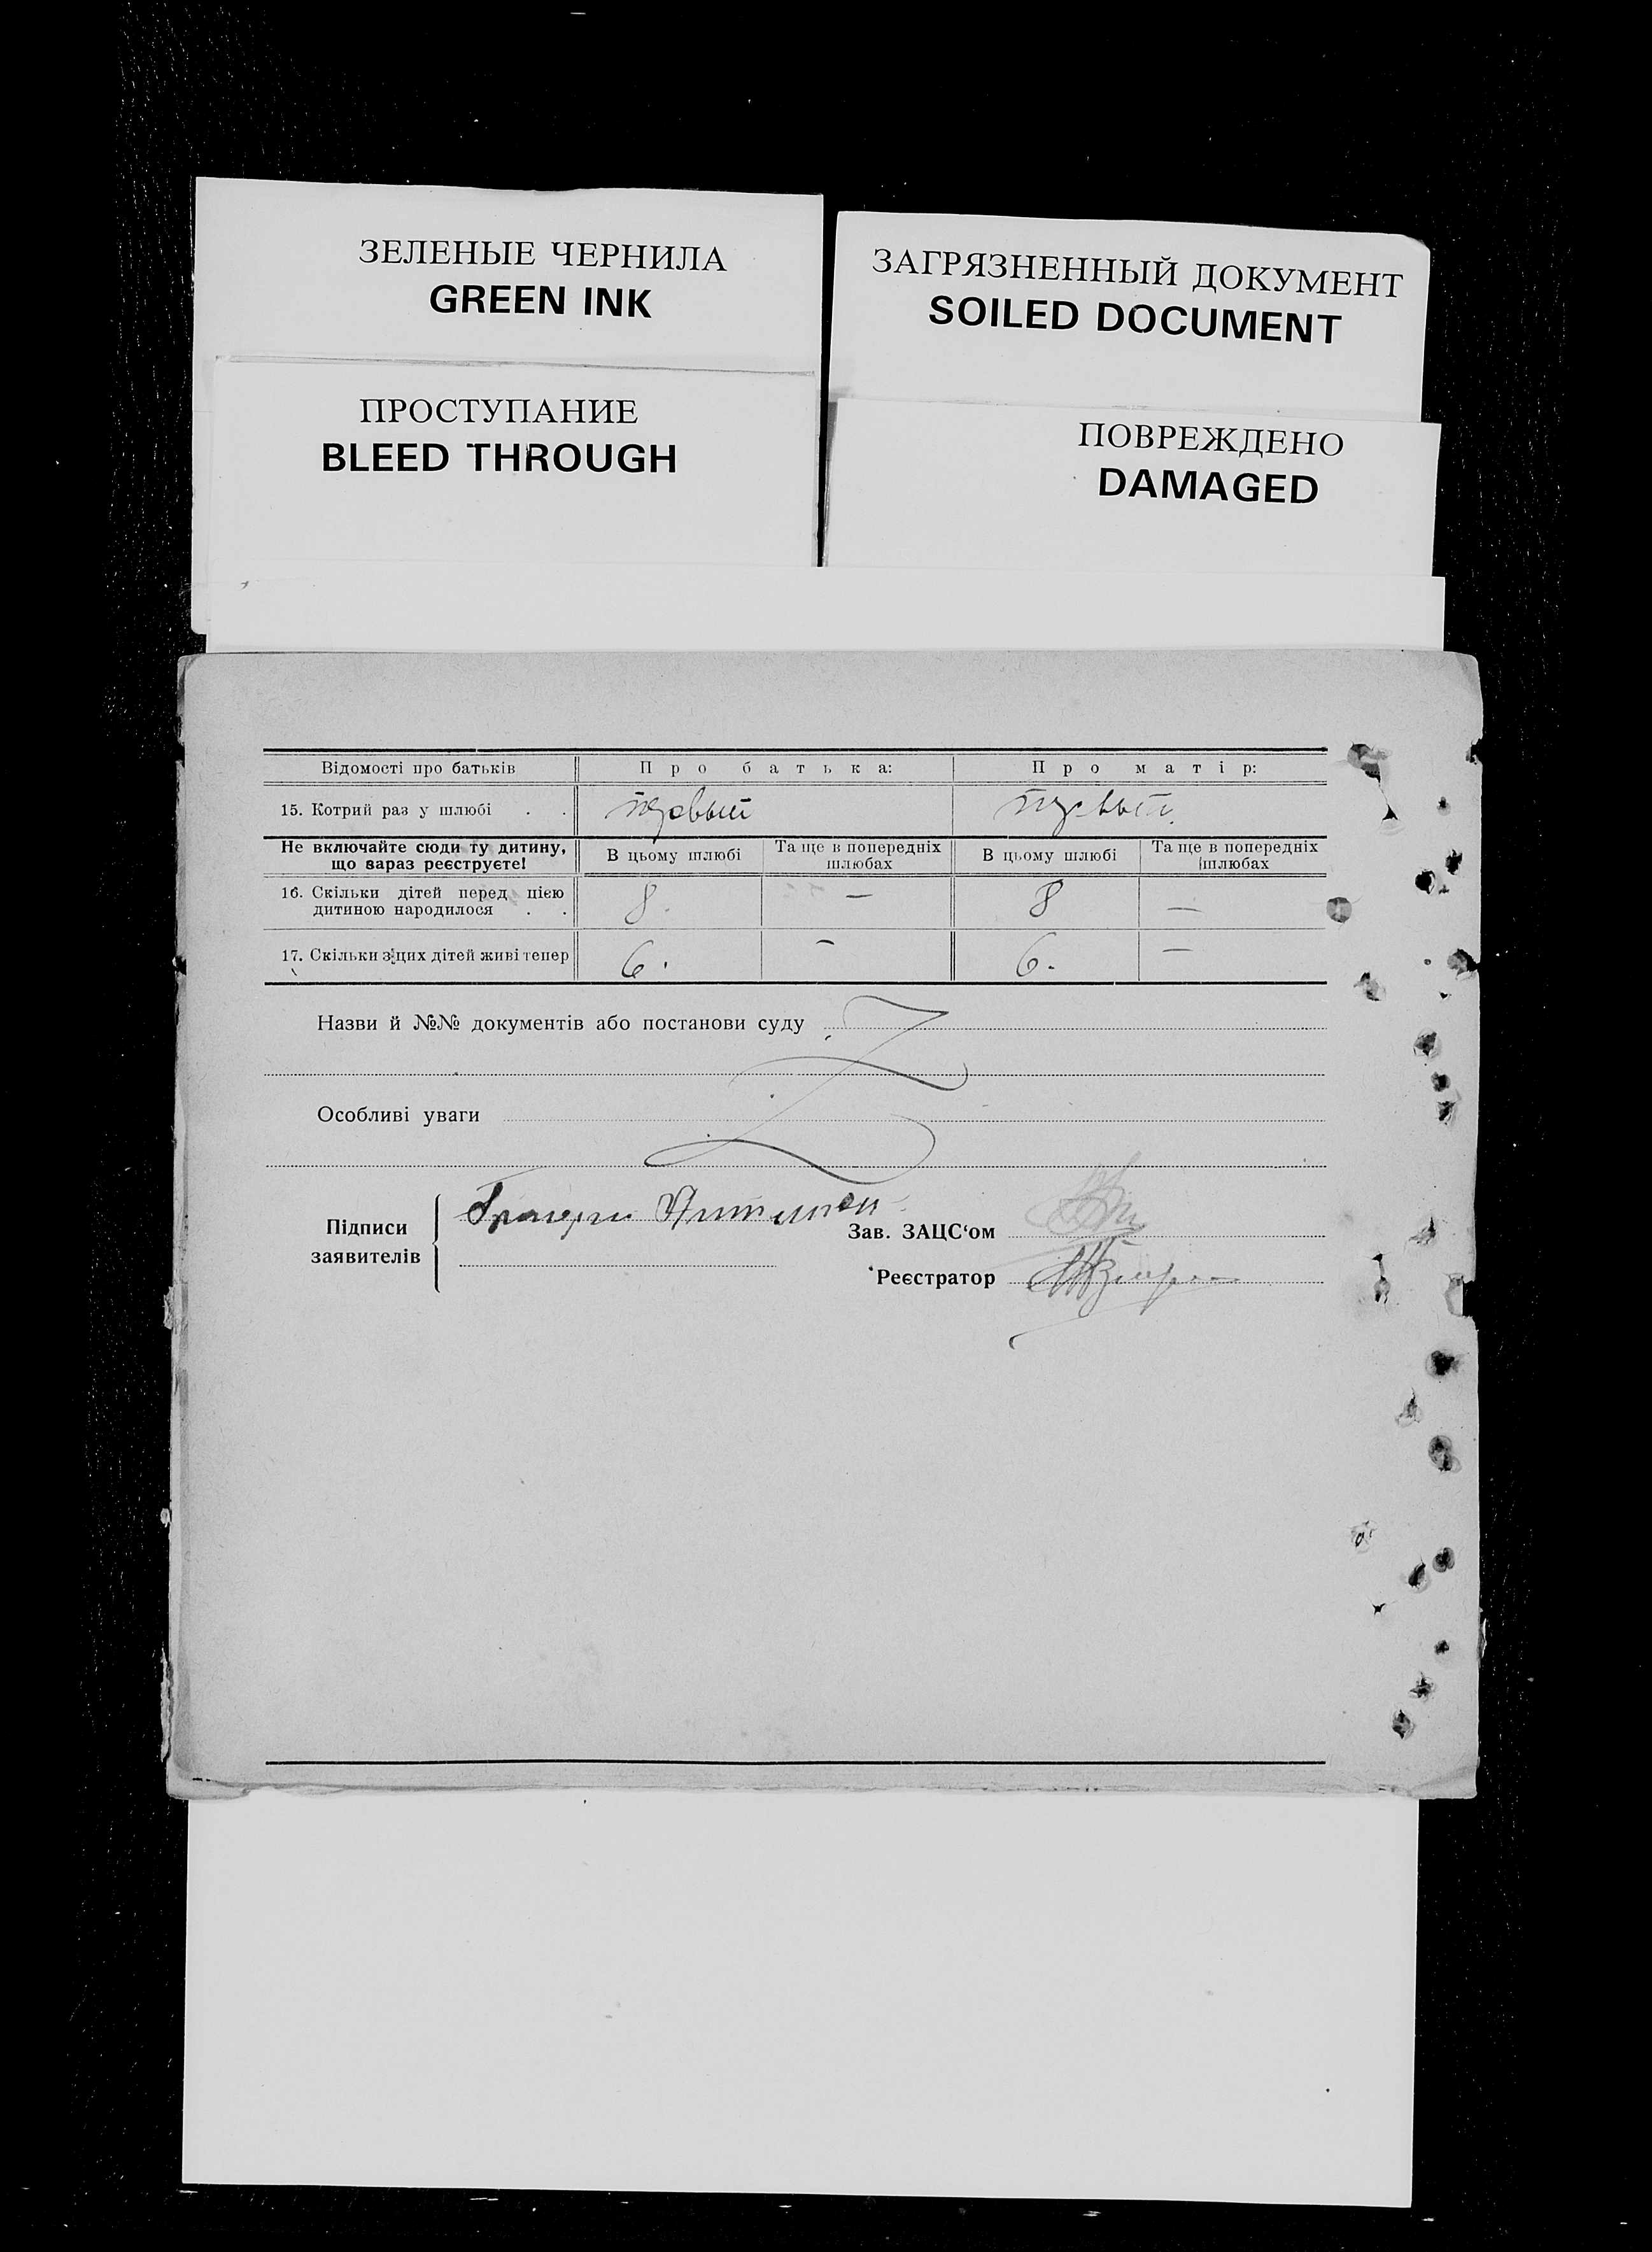 ЗЕЛЕНЫЕ ЧЕРНИЛА
GREEN INK
ЗАГРЯЗНЕННЫЙ ДОКУМЕНТ
SOILED DOCUMENT
ПРОСТУПАНИЕ
BLEED THROUGH
ПОВРЕЖДЕНО
DAMAGED
Відомості про батьків Про батька: Про матір:
15. Котрий раз у шлюбі . .
Не включайте сюди ту дитину, що вараз реєструєте! В цьому шлюбі Та ще в попередніх шлюбах В цьому шлюбі Та ще в попередніх шлюбах
16. Скільки дітей перед цією дитиною народилося . . 8. — 8 —
17. Скільки з цих дітей живі тепер 6. — 6. —
Назви й №№ документів або постанови суду
Особливі уваги
Підписи заявителів
Зав. ЗАЦС‘ом
Реєстратор